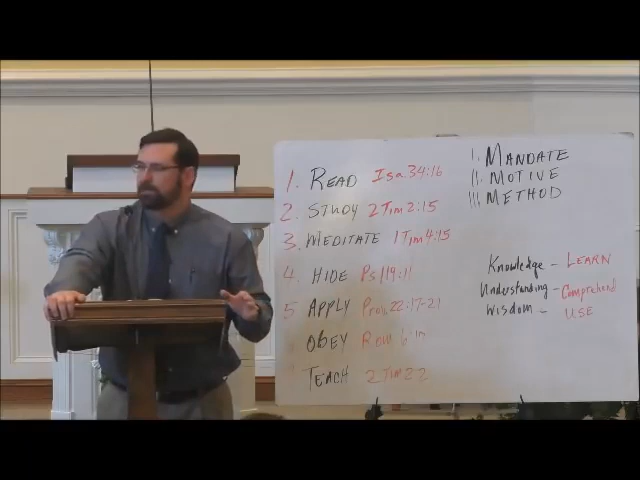 1. READ Isa. 34:16
2. STUDY 2 Tim 2:15
3. MEDITATE 1 Tim 4:15
4. HIDE Ps 119:11
5 APPLY Prov. 22:17-21
OBEY Rom
TEACH 2 Tim 2 2
I. MANDATE
II. MOTIVE
III. METHOD
Knowledge - LEARN
Understanding - Comprehend
Wisdom - USE